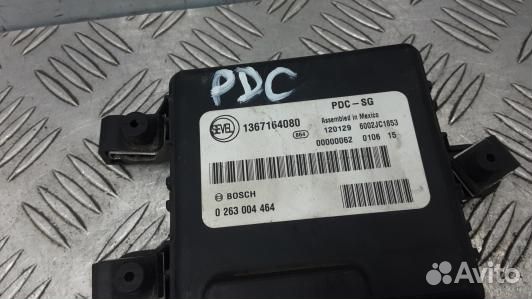 PDC
SEVEL
1367164080
864
PDC-SG
Assembled in Mexico
120129 6002JC1853
00000062 0106 15
BOSCH
0 263 004 464
Avito